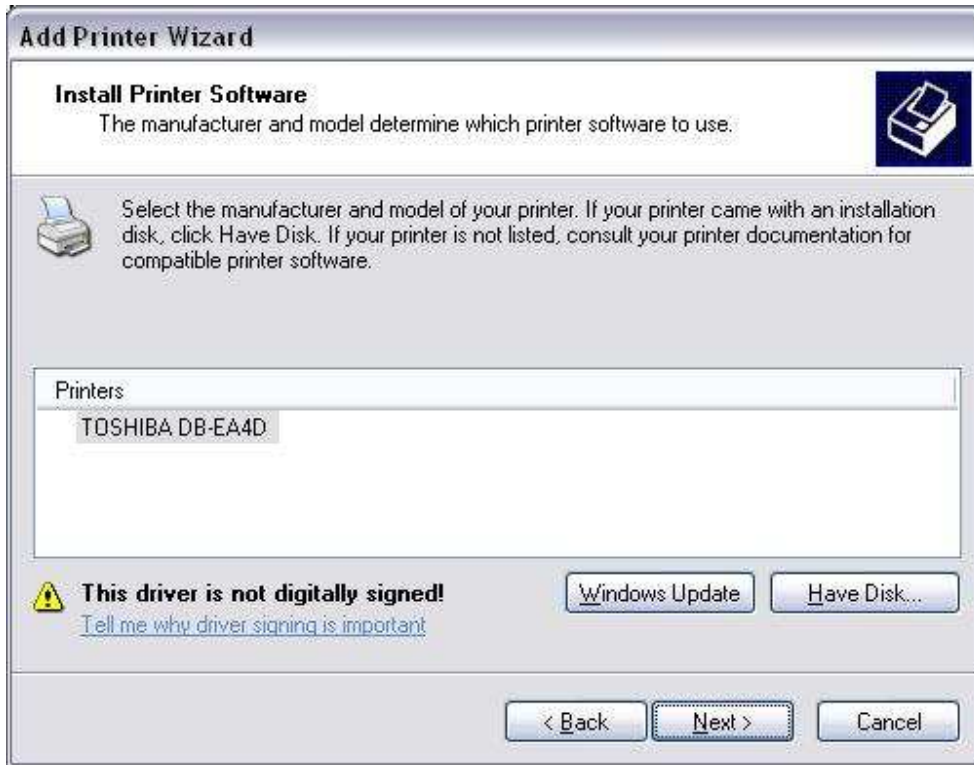 Add Printer Wizard
Install Printer Software
The manufacturer and model determine which printer software to use.
Select the manufacturer and model of your printer. If your printer came with an installation
disk, click Have Disk. If your printer is not listed, consult your printer documentation for
compatible printer software.
Printers
TOSHIBA DB-EA4D
This driver is not digitally signed!
Tell me why driver signing is important
Windows Update
Have Disk...
< Back
Next >
Cancel